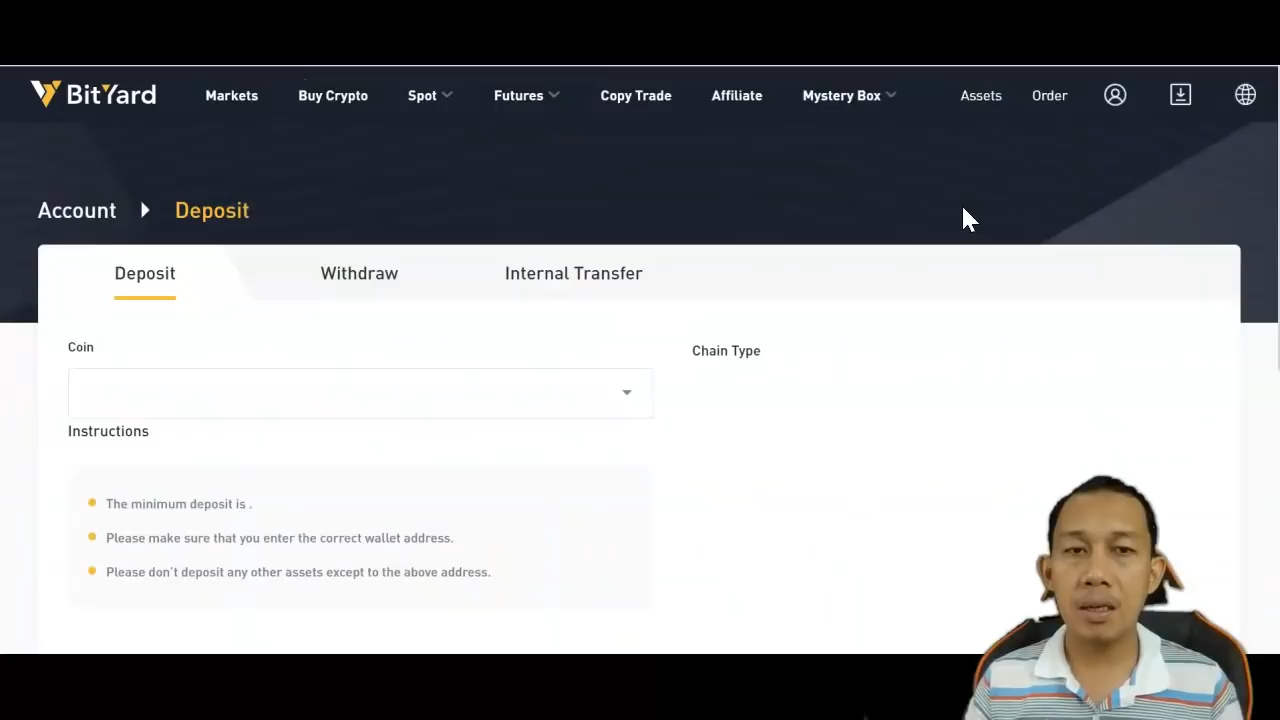 BitYard Markets Buy Crypto Spot Futures Copy Trade Affiliate Mystery Box Assets Order
Account Deposit
Deposit Withdraw Internal Transfer
Coin Chain Type
Instructions
The minimum deposit is .
Please make sure that you enter the correct wallet address.
Please don't deposit any other assets except to the above address.